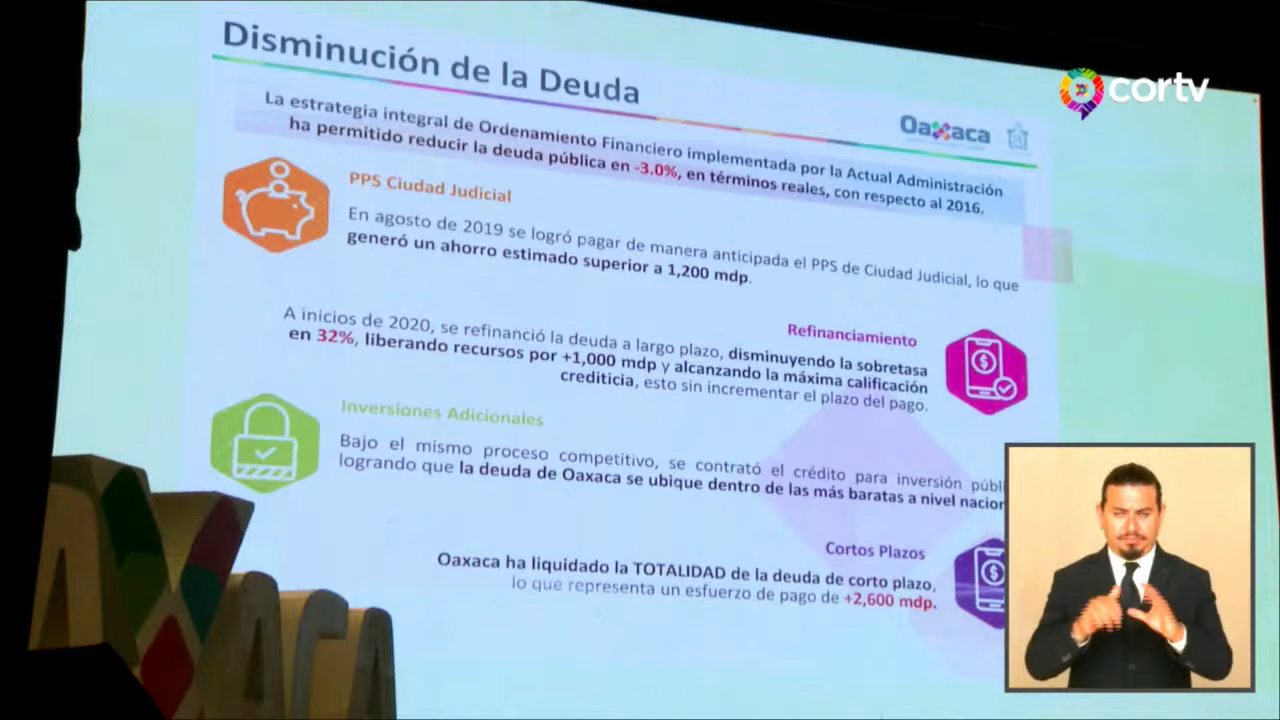 Disminución de la Deuda
cortv
Oaxaca
La estrategia integral de Ordenamiento Financiero implementada por la Actual Administración
ha permitido reducir la deuda pública en -3.0%, en términos reales, con respecto al 2016.
PPS Ciudad Judicial
En agosto de 2019 se logró pagar de manera anticipada el PPS de Ciudad Judicial, lo que
generó un ahorro estimado superior a 1,200 mdp.
Refinanciamiento
A inicios de 2020, se refinanció la deuda a largo plazo, disminuyendo la sobretasa
en 32%, liberando recursos por +1,000 mdp y alcanzando la máxima calificación
crediticia, esto sin incrementar el plazo del pago.
Inversiones Adicionales
Bajo el mismo proceso competitivo, se contrató el crédito para inversión públi
logrando que la deuda de Oaxaca se ubique dentro de las más baratas a nivel nacion
Cortos Plazos
Oaxaca ha liquidado la TOTALIDAD de la deuda de corto plazo,
lo que representa un esfuerzo de pago de +2,600 mdp.
AXACA